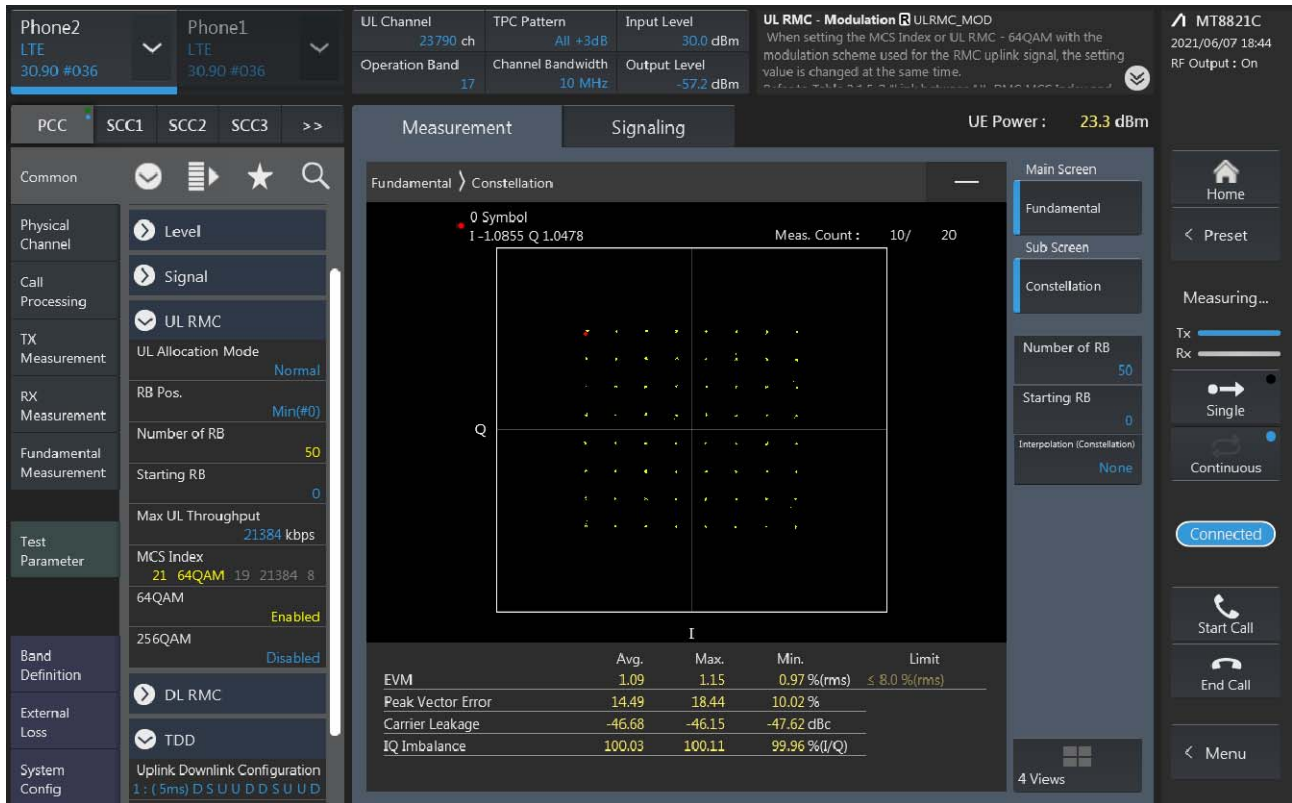 Phone2
LTE
30.90 #036
Phone1
LTE
30.90 #036
UL Channel
23790 ch
TPC Pattern
All +3dB
Input Level
30.0 dBm
Operation Band
17
Channel Bandwidth
10 MHz
Output Level
-57.2 dBm
UL RMC - Modulation R ULRMC_MOD
When setting the MCS Index or UL RMC - 64QAM with the
modulation scheme used for the RMC uplink signal, the setting
value is changed at the same time.
MT8821C
2021/06/07 18:44
RF Output : On
PCC SCC1 SCC2 SCC3 >>
Measurement
Signaling
UE Power : 23.3 dBm
Common
Physical
Channel
Call
Processing
TX
Measurement
RX
Measurement
Fundamental
Measurement
Test
Parameter
Band
Definition
External
Loss
System
Config
Level
Signal
UL RMC
UL Allocation Mode
Normal
RB Pos.
Min(#0)
Number of RB
50
Starting RB
0
Max UL Throughput
21384 kbps
MCS Index
21 64QAM 19 21384 8
64QAM
Enabled
256QAM
Disabled
DL RMC
TDD
Uplink Downlink Configuration
1 : ( 5ms) D S U U D D S U U D
Fundamental ⟩ Constellation
0 Symbol
I -1.0855 Q 1.0478
Meas. Count : 10/ 20
Q
I
Avg. Max. Min. Limit
EVM 1.09 1.15 0.97 %(rms) ≤ 8.0 %(rms)
Peak Vector Error 14.49 18.44 10.02 %
Carrier Leakage -46.68 -46.15 -47.62 dBc
IQ Imbalance 100.03 100.11 99.96 %(I/Q)
Main Screen
Fundamental
Sub Screen
Constellation
Number of RB
50
Starting RB
0
Interpolation (Constellation)
None
4 Views
Home
< Preset
Measuring...
Tx
Rx
Single
Continuous
Connected
Start Call
End Call
< Menu